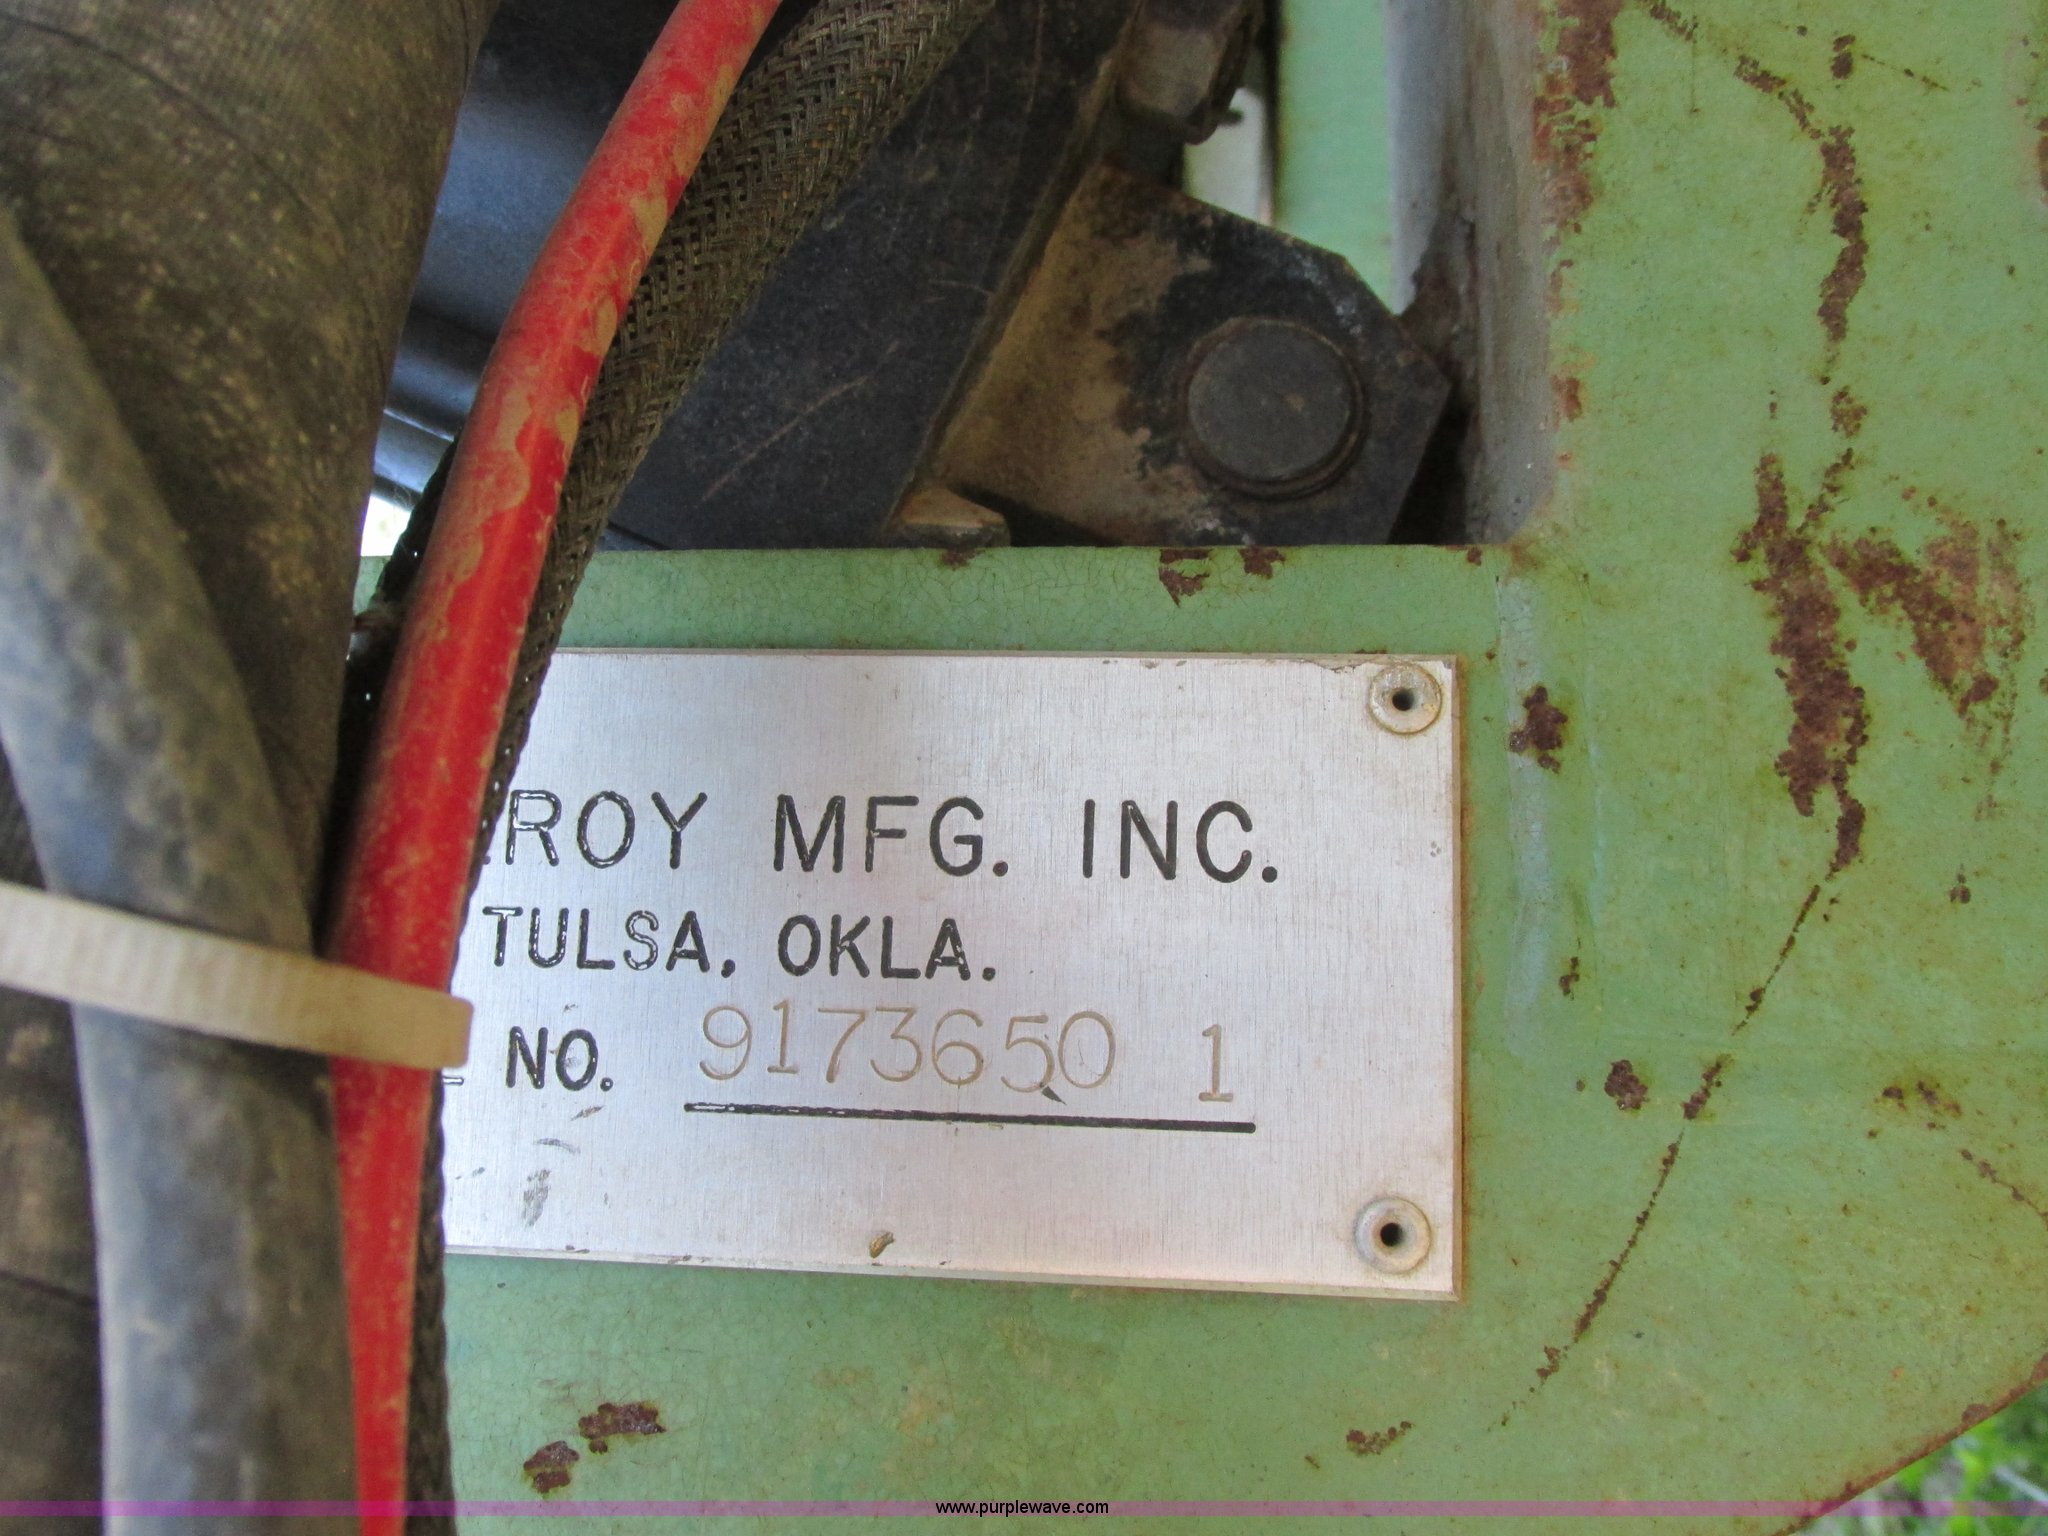 ROY MFG. INC.
TULSA, OKLA.
NO. 9173650 1
www.purplewave.com